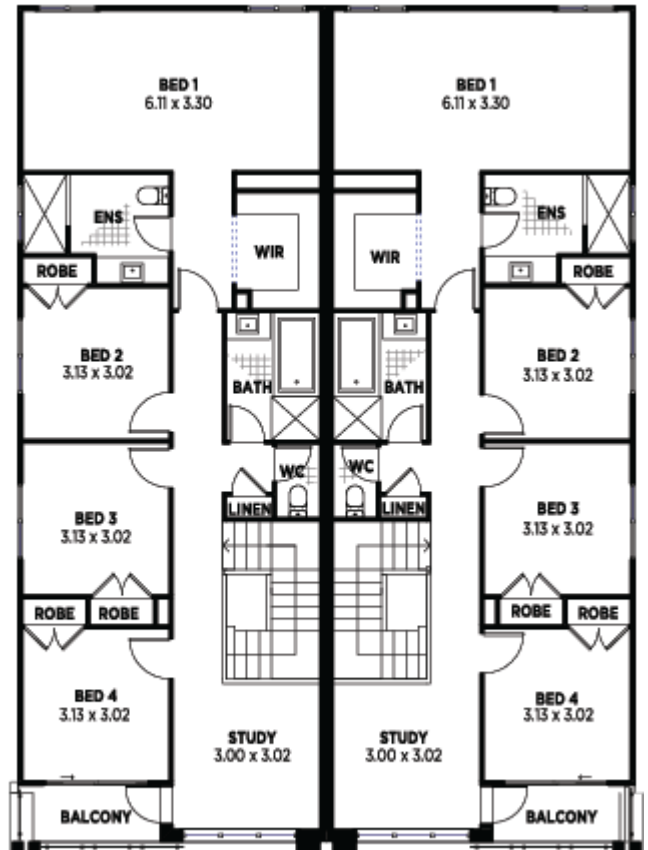 BED 1
6.11 x 3.30
BED 1
6.11 x 3.30
ENS
ENS
WIR
WIR
ROBE
ROBE
BED 2
3.13 x 3.02
BED 2
3.13 x 3.02
BATH
BATH
WC
WC
LINEN
LINEN
BED 3
3.13 x 3.02
BED 3
3.13 x 3.02
ROBE
ROBE
ROBE
ROBE
BED 4
3.13 x 3.02
BED 4
3.13 x 3.02
STUDY
3.00 x 3.02
STUDY
3.00 x 3.02
BALCONY
BALCONY